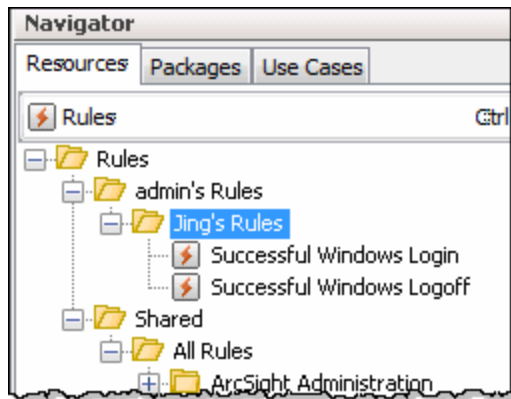 Navigator
Resources Packages Use Cases
Rules Ctrl
Rules
admin's Rules
Jing's Rules
Successful Windows Login
Successful Windows Logoff
Shared
All Rules
ArcSight Administration